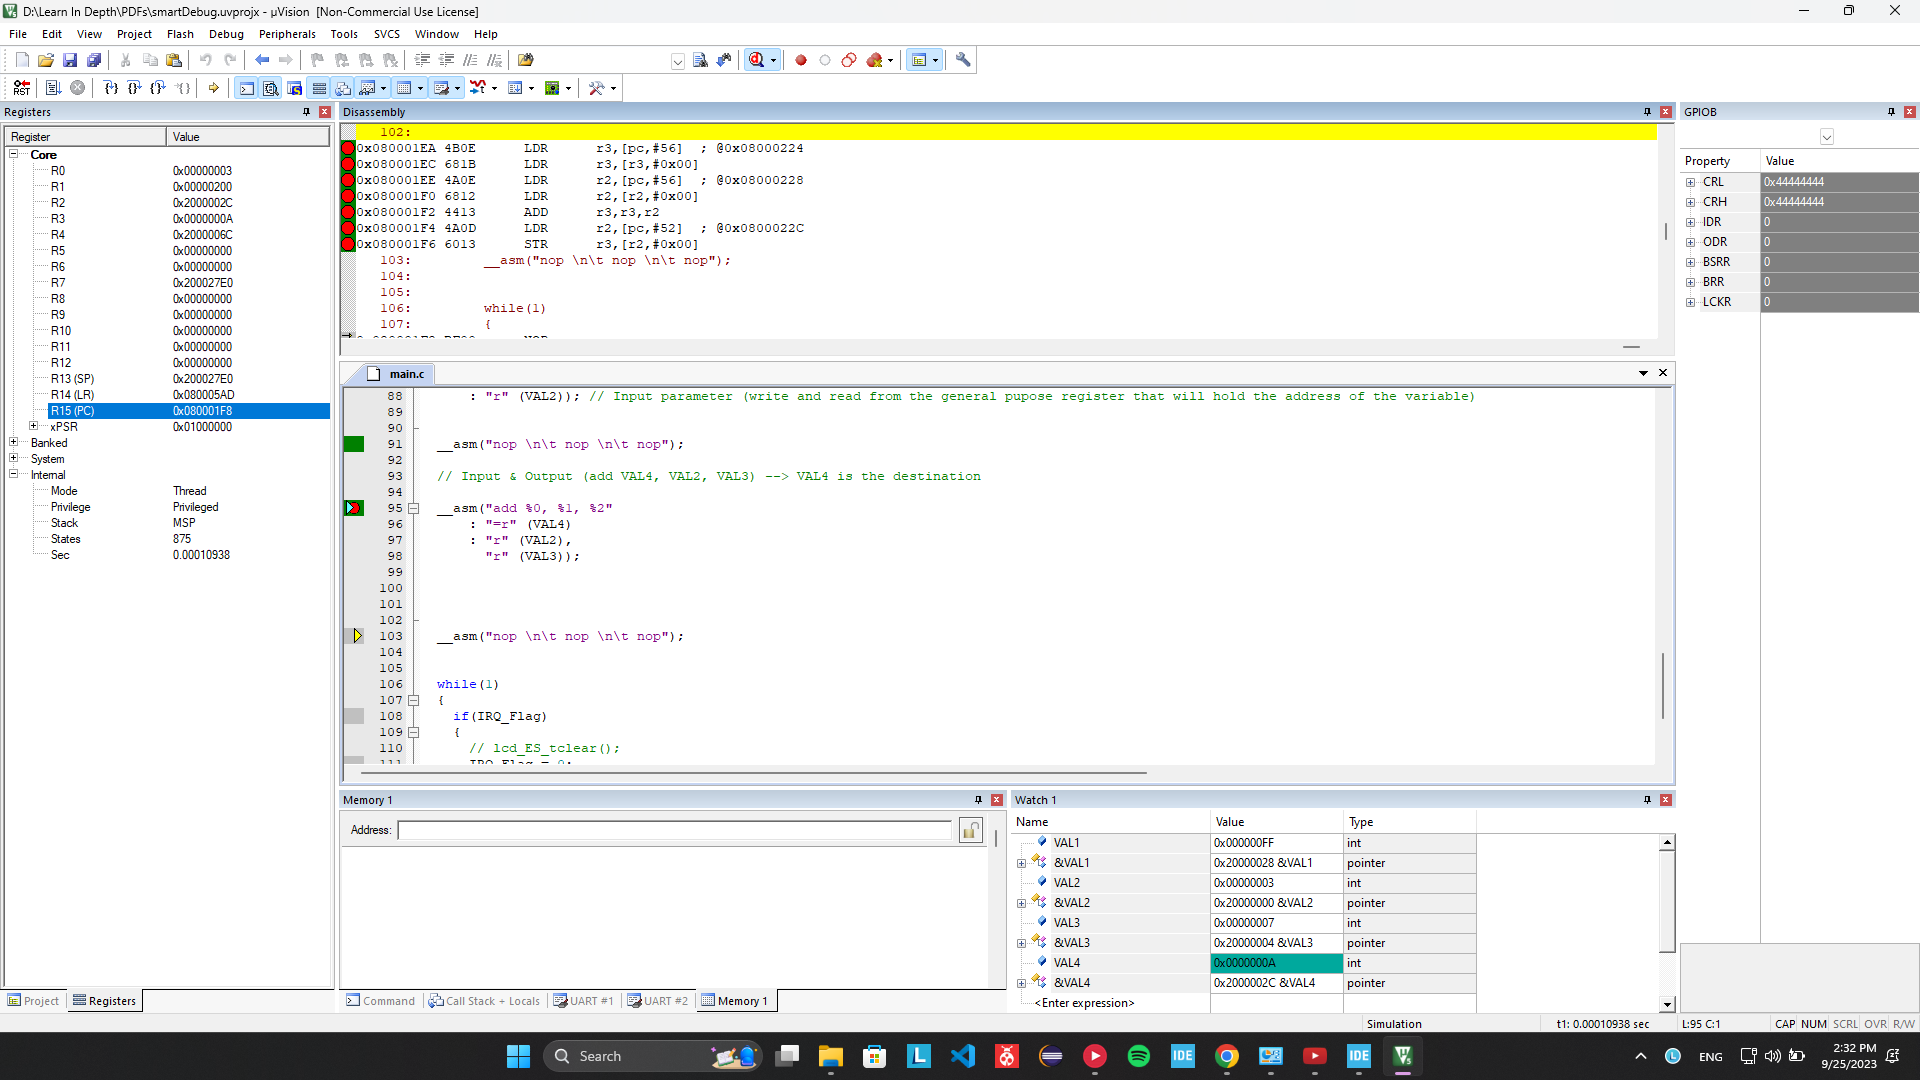 D:\Learn In Depth\PDFs\smartDebug.uvprojx - µVision  [Non-Commercial Use License]
File Edit View Project Flash Debug Peripherals Tools SVCS Window Help
Registers
Register Value
Core
R0 0x00000003
R1 0x00000200
R2 0x2000002C
R3 0x0000000A
R4 0x2000006C
R5 0x00000000
R6 0x00000000
R7 0x200027E0
R8 0x00000000
R9 0x00000000
R10 0x00000000
R11 0x00000000
R12 0x00000000
R13 (SP) 0x200027E0
R14 (LR) 0x080005AD
R15 (PC) 0x080001F8
xPSR 0x01000000
Banked
System
Internal
Mode Thread
Privilege Privileged
Stack MSP
States 875
Sec 0.00010938
Project Registers
Disassembly
102:
0x080001EA 4B0E LDR r3,[pc,#56] ; @0x08000224
0x080001EC 681B LDR r3,[r3,#0x00]
0x080001EE 4A0E LDR r2,[pc,#56] ; @0x08000228
0x080001F0 6812 LDR r2,[r2,#0x00]
0x080001F2 4413 ADD r3,r3,r2
0x080001F4 4A0D LDR r2,[pc,#52] ; @0x0800022C
0x080001F6 6013 STR r3,[r2,#0x00]
103: __asm("nop \n\t nop \n\t nop");
104:
105:
106: while(1)
107: {
main.c
88 : "r" (VAL2)); // Input parameter (write and read from the general pupose register that will hold the address of the variable)
89
90
91 __asm("nop \n\t nop \n\t nop");
92
93 // Input & Output (add VAL4, VAL2, VAL3) --> VAL4 is the destination
94
95 __asm("add %0, %1, %2"
96 : "=r" (VAL4)
97 : "r" (VAL2),
98 "r" (VAL3));
99
100
101
102
103 __asm("nop \n\t nop \n\t nop");
104
105
106 while(1)
107 {
108 if(IRQ_Flag)
109 {
110 // lcd_ES_tclear();
111 IRQ_Flag = 0;
Memory 1
Address:
Command Call Stack + Locals UART #1 UART #2 Memory 1
Watch 1
Name Value Type
VAL1 0x000000FF int
&VAL1 0x20000028 &VAL1 pointer
VAL2 0x00000003 int
&VAL2 0x20000000 &VAL2 pointer
VAL3 0x00000007 int
&VAL3 0x20000004 &VAL3 pointer
VAL4 0x0000000A int
&VAL4 0x2000002C &VAL4 pointer
<Enter expression>
GPIOB
Property Value
CRL 0x44444444
CRH 0x44444444
IDR 0
ODR 0
BSRR 0
BRR 0
LCKR 0
Simulation t1: 0.00010938 sec L:95 C:1 CAP NUM SCRL OVR R/W
Search
L
IDE
IDE
ENG
2:32 PM
9/25/2023